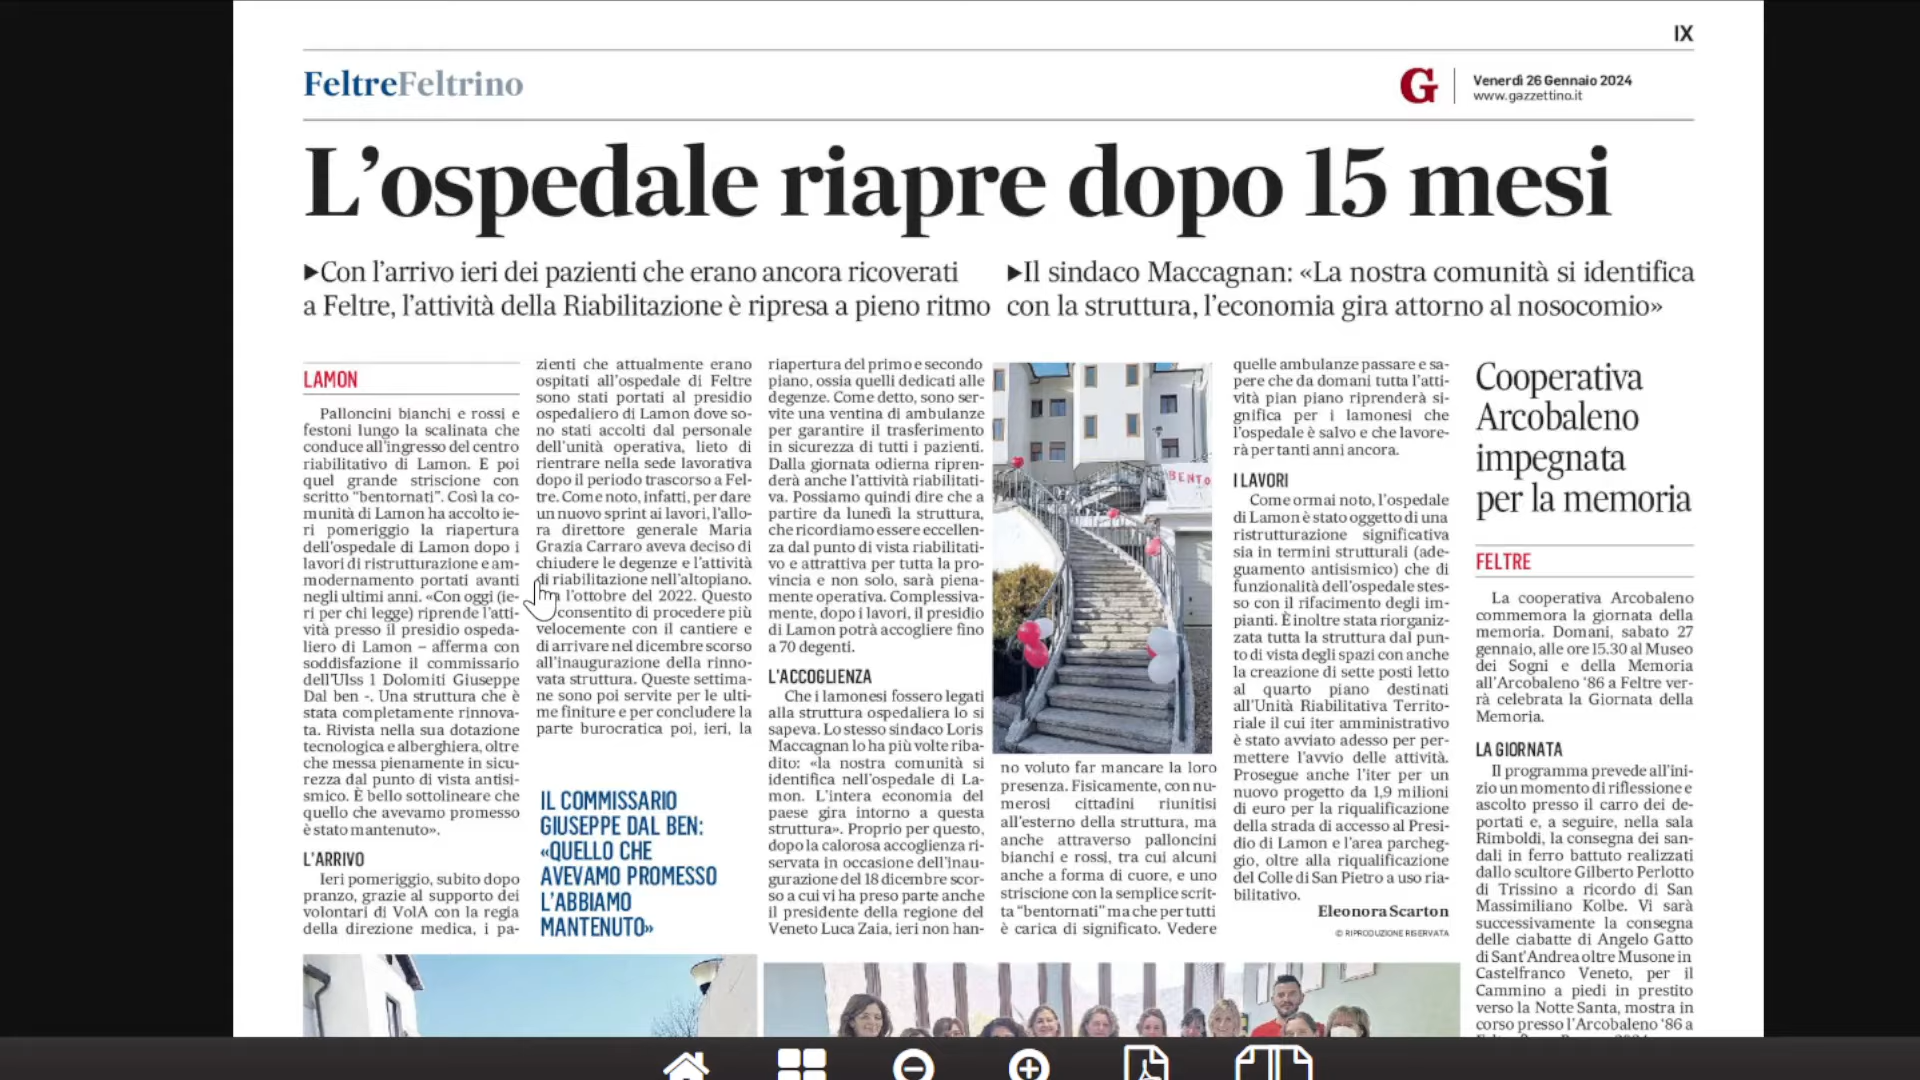 IX
FeltreFeltrino
G
Venerdì 26 Gennaio 2024
www.gazzettino.it
L’ospedale riapre dopo 15 mesi
►Con l’arrivo ieri dei pazienti che erano ancora ricoverati
a Feltre, l’attività della Riabilitazione è ripresa a pieno ritmo
►Il sindaco Maccagnan: «La nostra comunità si identifica
con la struttura, l’economia gira attorno al nosocomio»
LAMON
Palloncini bianchi e rossi e
festoni lungo la scalinata che
conduce all'ingresso del centro
riabilitativo di Lamon. E poi
quel grande striscione con
scritto "bentornati". Così la co-
munità di Lamon ha accolto ie-
ri pomeriggio la riapertura
dell'ospedale di Lamon dopo i
lavori di ristrutturazione e am-
modernamento portati avanti
negli ultimi anni. «Con oggi (ie-
ri per chi legge) riprende l'atti-
vità presso il presidio ospeda-
liero di Lamon – afferma con
soddisfazione il commissario
dell'Ulss 1 Dolomiti Giuseppe
Dal ben -. Una struttura che è
stata completamente rinnova-
ta. Rivista nella sua dotazione
tecnologica e alberghiera, oltre
che messa pienamente in sicu-
rezza dal punto di vista antisi-
smico. È bello sottolineare che
quello che avevamo promesso
è stato mantenuto».
L'ARRIVO
Ieri pomeriggio, subito dopo
pranzo, grazie al supporto dei
volontari di VolA con la regia
della direzione medica, i pa-
zienti che attualmente erano
ospitati all'ospedale di Feltre
sono stati portati al presidio
ospedaliero di Lamon dove so-
no stati accolti dal personale
dell'unità operativa, lieto di
rientrare nella sede lavorativa
dopo il periodo trascorso a Fel-
tre. Come noto, infatti, per dare
un nuovo sprint ai lavori, l'allo-
ra direttore generale Maria
Grazia Carraro aveva deciso di
chiudere le degenze e l'attività
di riabilitazione nell'altopiano.
l'ottobre del 2022. Questo
consentito di procedere più
velocemente con il cantiere e
di arrivare nel dicembre scorso
all'inaugurazione della rinno-
vata struttura. Queste settima-
ne sono poi servite per le ulti-
me finiture e per concludere la
parte burocratica poi, ieri, la
IL COMMISSARIO
GIUSEPPE DAL BEN:
«QUELLO CHE
AVEVAMO PROMESSO
L'ABBIAMO
MANTENUTO»
riapertura del primo e secondo
piano, ossia quelli dedicati alle
degenze. Come detto, sono ser-
vite una ventina di ambulanze
per garantire il trasferimento
in sicurezza di tutti i pazienti.
Dalla giornata odierna ripren-
derà anche l'attività riabilitati-
va. Possiamo quindi dire che a
partire da lunedì la struttura,
che ricordiamo essere eccellen-
za dal punto di vista riabilitati-
vo e attrattiva per tutta la pro-
vincia e non solo, sarà piena-
mente operativa. Complessiva-
mente, dopo i lavori, il presidio
di Lamon potrà accogliere fino
a 70 degenti.
L'ACCOGLIENZA
Che i lamonesi fossero legati
alla struttura ospedaliera lo si
sapeva. Lo stesso sindaco Loris
Maccagnan lo ha più volte riba-
dito: «la nostra comunità si
identifica nell'ospedale di La-
mon. L'intera economia del
paese gira intorno a questa
struttura». Proprio per questo,
dopo la calorosa accoglienza ri-
servata in occasione dell'inau-
gurazione del 18 dicembre scor-
so a cui vi ha preso parte anche
il presidente della regione del
Veneto Luca Zaia, ieri non han-
BENTO
no voluto far mancare la loro
presenza. Fisicamente, con nu-
merosi cittadini riunitisi
all'esterno della struttura, ma
anche attraverso palloncini
bianchi e rossi, tra cui alcuni
anche a forma di cuore, e uno
striscione con la semplice scrit-
ta "bentornati" ma che per tutti
è carica di significato. Vedere
quelle ambulanze passare e sa-
pere che da domani tutta l'atti-
vità pian piano riprenderà si-
gnifica per i lamonesi che
l'ospedale è salvo e che lavore-
rà per tanti anni ancora.
I LAVORI
Come ormai noto, l'ospedale
di Lamon è stato oggetto di una
ristrutturazione significativa
sia in termini strutturali (ade-
guamento antisismico) che di
funzionalità dell'ospedale stes-
so con il rifacimento degli im-
pianti. È inoltre stata riorganiz-
zata tutta la struttura dal pun-
to di vista degli spazi con anche
la creazione di sette posti letto
al quarto piano destinati
all'Unità Riabilitativa Territo-
riale il cui iter amministrativo
è stato avviato adesso per per-
mettere l'avvio delle attività.
Prosegue anche l'iter per un
nuovo progetto da 1,9 milioni
di euro per la riqualificazione
della strada di accesso al Presi-
dio di Lamon e l'area parcheg-
gio, oltre alla riqualificazione
del Colle di San Pietro a uso ria-
bilitativo.
Eleonora Scarton
© RIPRODUZIONE RISERVATA
Cooperativa
Arcobaleno
impegnata
per la memoria
FELTRE
La cooperativa Arcobaleno
commemora la giornata della
memoria. Domani, sabato 27
gennaio, alle ore 15.30 al Museo
dei Sogni e della Memoria
all'Arcobaleno '86 a Feltre ver-
rà celebrata la Giornata della
Memoria.
LA GIORNATA
Il programma prevede all'ini-
zio un momento di riflessione e
ascolto presso il carro dei de-
portati e, a seguire, nella sala
Rimboldi, la consegna dei san-
dali in ferro battuto realizzati
dallo scultore Gilberto Perlotto
di Trissino a ricordo di San
Massimiliano Kolbe. Vi sarà
successivamente la consegna
delle ciabatte di Angelo Gatto
di Sant'Andrea oltre Musone in
Castelfranco Veneto, per il
Cammino a piedi in prestito
verso la Notte Santa, mostra in
corso presso l'Arcobaleno '86 a